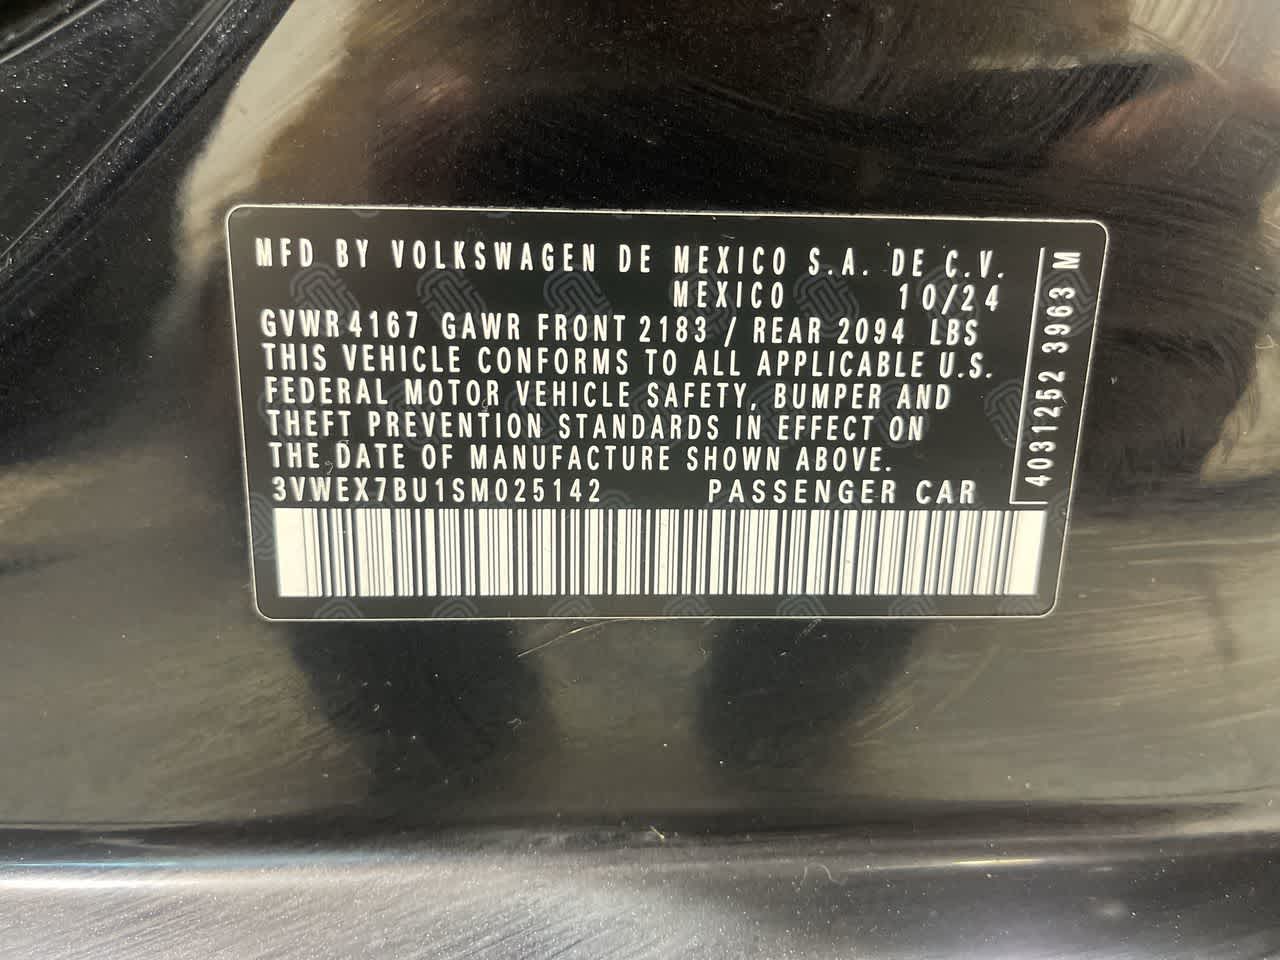 MFD BY VOLKSWAGEN DE MEXICO S.A. DE C.V.
MEXICO 10/24
GVWR 4167 GAWR FRONT 2183 / REAR 2094 LBS
THIS VEHICLE CONFORMS TO ALL APPLICABLE U.S.
FEDERAL MOTOR VEHICLE SAFETY, BUMPER AND
THEFT PREVENTION STANDARDS IN EFFECT ON
THE DATE OF MANUFACTURE SHOWN ABOVE.
3VWEX7BU1SM025142 PASSENGER CAR
4031252 3963 M